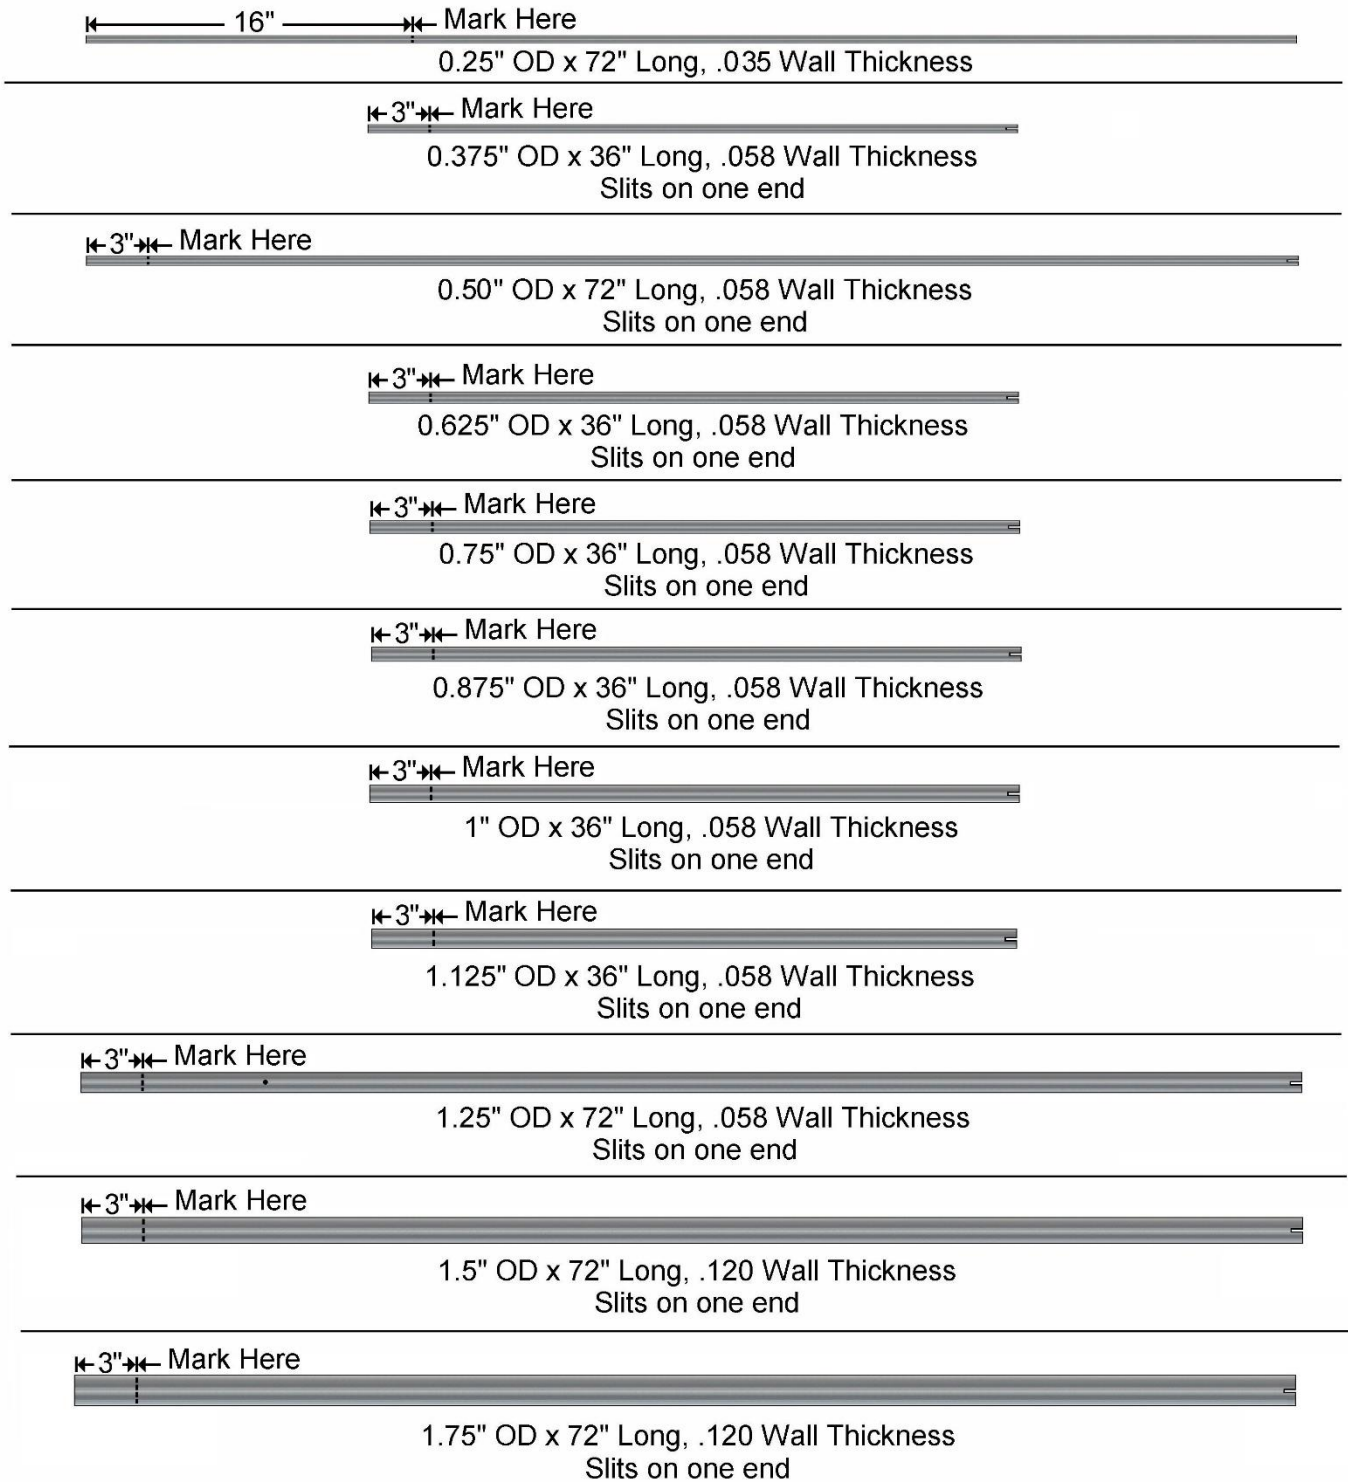 16" Mark Here
0.25" OD x 72" Long, .035 Wall Thickness
3" Mark Here
0.375" OD x 36" Long, .058 Wall Thickness
Slits on one end
3" Mark Here
0.50" OD x 72" Long, .058 Wall Thickness
Slits on one end
3" Mark Here
0.625" OD x 36" Long, .058 Wall Thickness
Slits on one end
3" Mark Here
0.75" OD x 36" Long, .058 Wall Thickness
Slits on one end
3" Mark Here
0.875" OD x 36" Long, .058 Wall Thickness
Slits on one end
3" Mark Here
1" OD x 36" Long, .058 Wall Thickness
Slits on one end
3" Mark Here
1.125" OD x 36" Long, .058 Wall Thickness
Slits on one end
3" Mark Here
1.25" OD x 72" Long, .058 Wall Thickness
Slits on one end
3" Mark Here
1.5" OD x 72" Long, .120 Wall Thickness
Slits on one end
3" Mark Here
1.75" OD x 72" Long, .120 Wall Thickness
Slits on one end